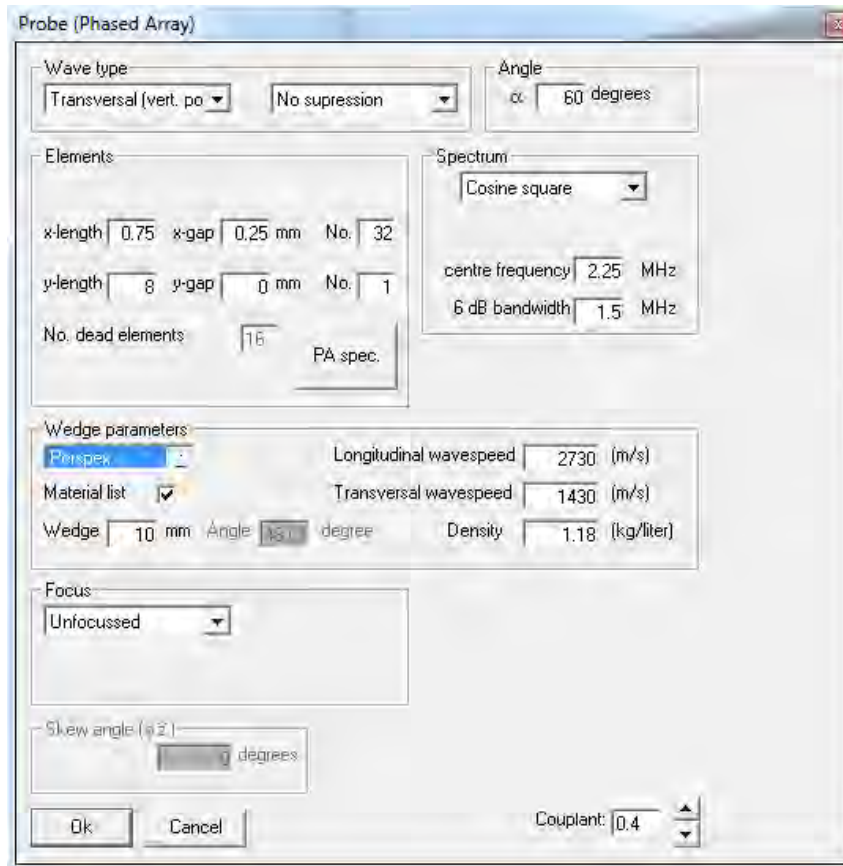 Probe (Phased Array)
Wave type
Transversal (vert. po
No supression
Angle
α 60 degrees
Elements
x-length 0.75 x-gap 0.25 mm No. 32
y-length 8 y-gap 0 mm No. 1
No. dead elements 16
PA spec.
Spectrum
Cosine square
centre frequency 2.25 MHz
6 dB bandwidth 1.5 MHz
Wedge parameters
Perspex
Longitudinal wavespeed 2730 (m/s)
Material list
Transversal wavespeed 1430 (m/s)
Wedge 10 mm Angle degree
Density 1.18 (kg/liter)
Focus
Unfocussed
Skew angle
0 degrees
Ok
Cancel
Couplant: 0.4